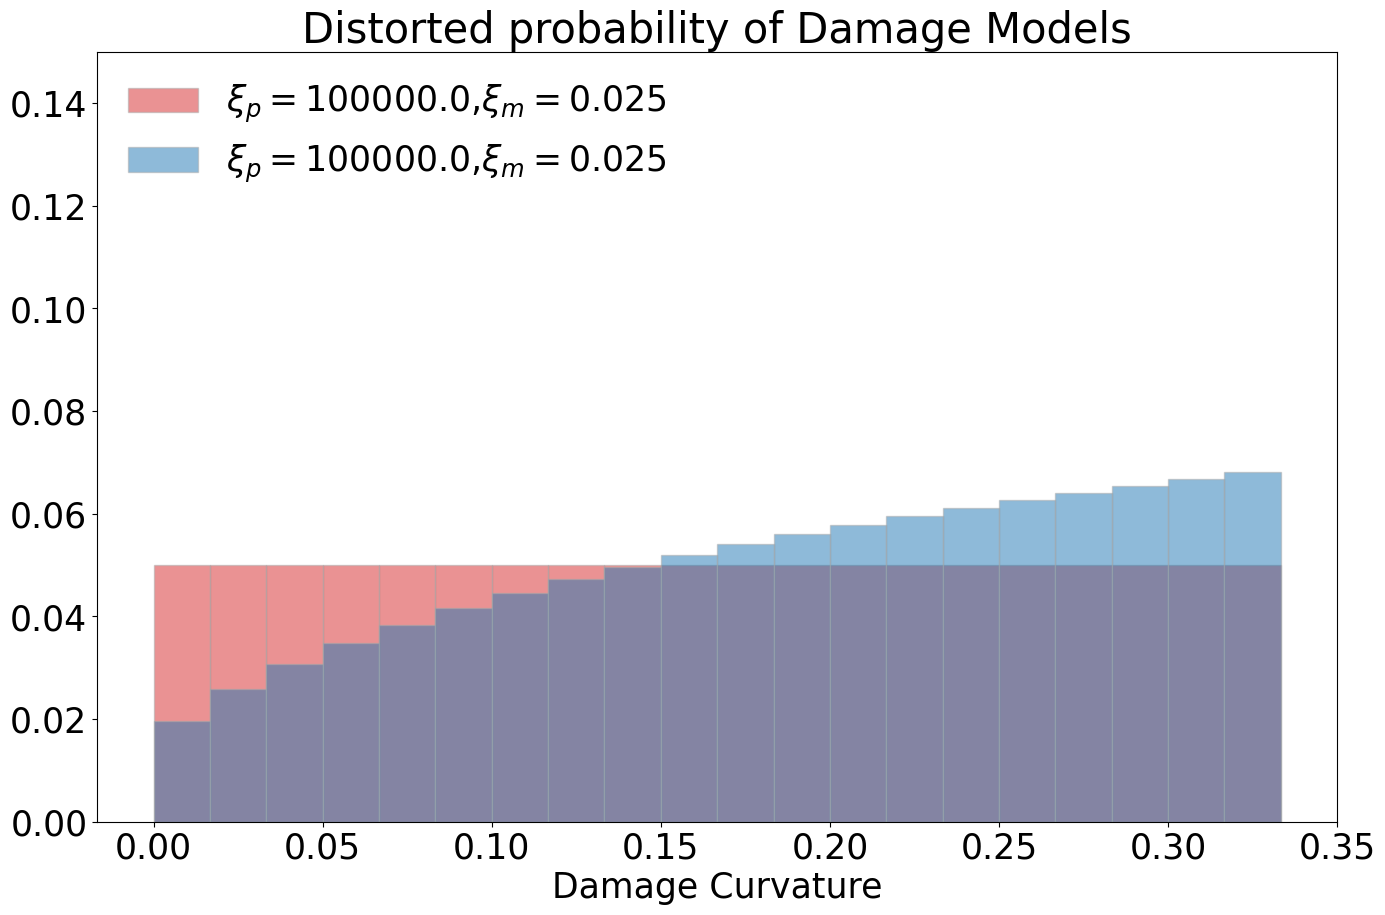 Distorted probability of Damage Models
ξp = 100000.0,ξm = 0.025
ξp = 100000.0,ξm = 0.025
0.14
0.12
0.10
0.08
0.06
0.04
0.02
0.00
0.00 0.05 0.10 0.15 0.20 0.25 0.30 0.35
Damage Curvature